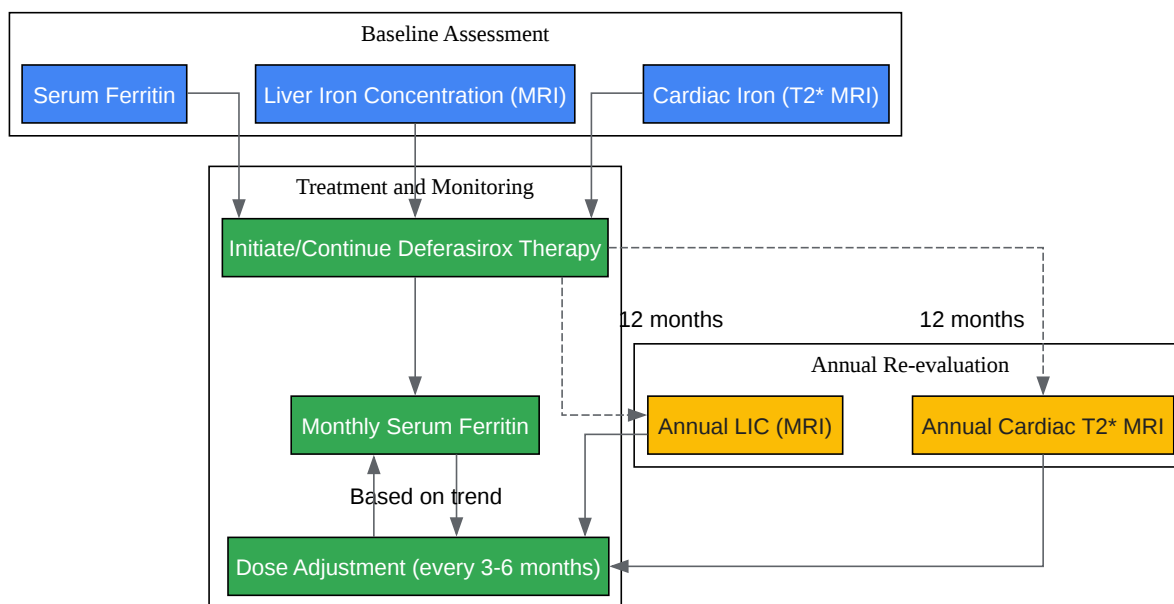 Baseline Assessment
Serum Ferritin
Liver Iron Concentration (MRI)
Cardiac Iron (T2* MRI)
Treatment and Monitoring
Initiate/Continue Deferasirox Therapy
12 months
12 months
Annual Re-evaluation
Monthly Serum Ferritin
Annual LIC (MRI)
Annual Cardiac T2* MRI
Based on trend
Dose Adjustment (every 3-6 months)